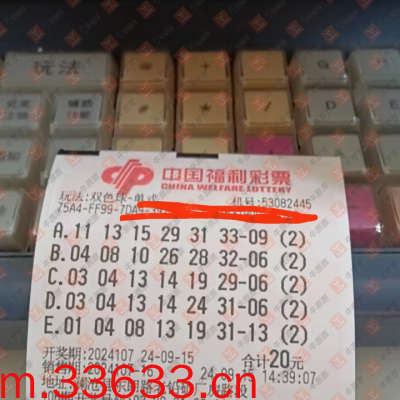 玩法
G
D
E
中国福利彩票
CHINA WELFARE LOTTERY
玩法:双色球-单式
机号:53082445
75A4-FF99-7DA9-
A.11 13 15 29 31 33-09 (2)
B.04 08 10 26 28 32-06 (2)
C.03 04 13 14 19 29-06 (2)
D.03 04 13 14 24 31-06 (2)
E.01 04 08 13 19 31-13 (2)
开奖期:2024107 24-09-15
合计20元
14:39:07
m.33633.cn